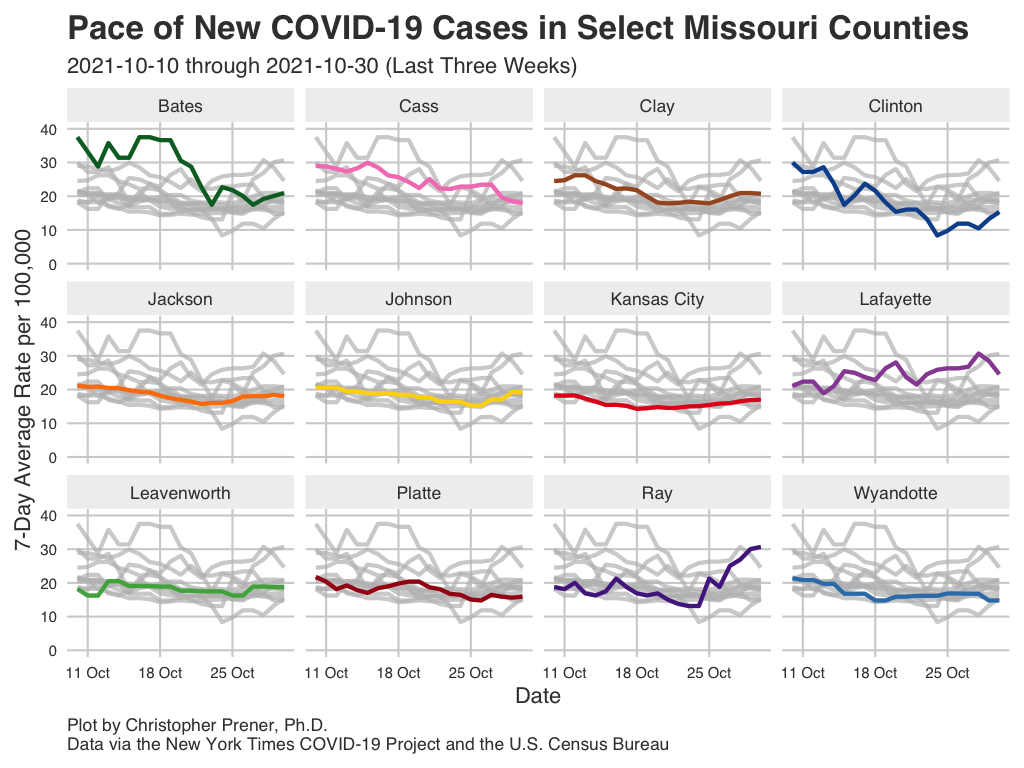 Pace of New COVID-19 Cases in Select Missouri Counties
2021-10-10 through 2021-10-30 (Last Three Weeks)
7-Day Average Rate per 100,000
Bates
Cass
Clay
Clinton
40
30
20
10
0
Jackson
Johnson
Kansas City
Lafayette
40
30
20
10
0
Leavenworth
Platte
Ray
Wyandotte
40
30
20
10
0
11 Oct
18 Oct
25 Oct
11 Oct
18 Oct
25 Oct
11 Oct
18 Oct
25 Oct
11 Oct
18 Oct
25 Oct
Date
Plot by Christopher Prener, Ph.D.
Data via the New York Times COVID-19 Project and the U.S. Census Bureau